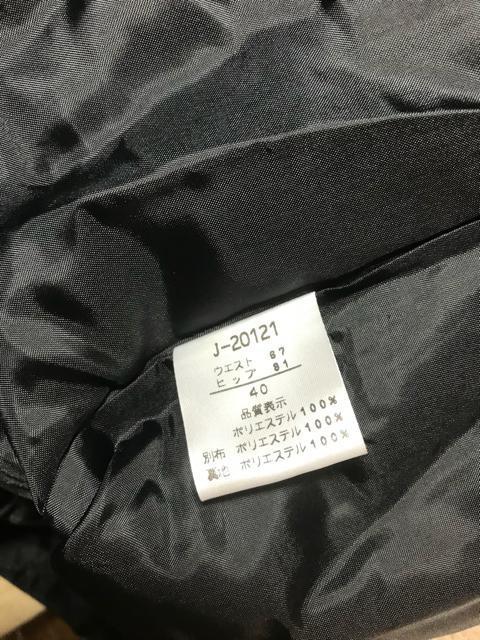 J-20121
ウエスト 67
ヒップ 81
40
品質表示
ポリエステル100%
別布 ポリエステル100%
裏地 ポリエステル100%